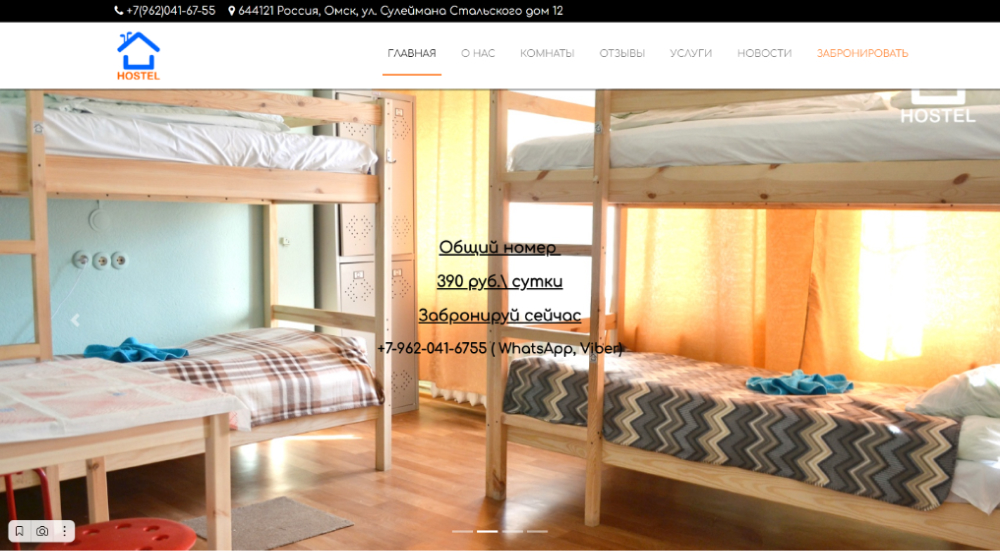 +7(962)041-67-55 644121 Россия, Омск, ул. Сулеймана Стальского дом 12
HOSTEL
ГЛАВНАЯ О НАС КОМНАТЫ ОТЗЫВЫ УСЛУГИ НОВОСТИ ЗАБРОНИРОВАТЬ
HOSTEL
Общий номер
390 руб.\ сутки
Забронируй сейчас
+7-962-041-6755 ( WhatsApp, Viber)